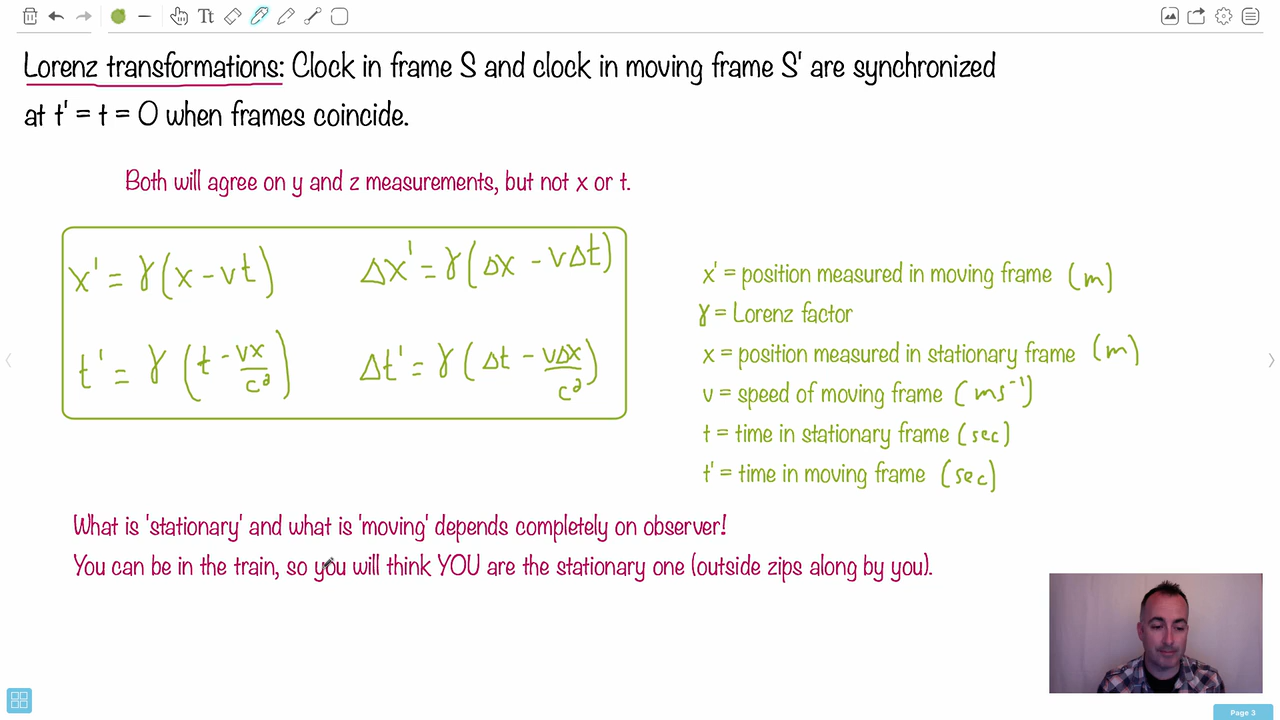 Tt
Lorenz transformations: Clock in frame S and clock in moving frame S' are synchronized
at t' = t = 0 when frames coincide.
Both will agree on y and z measurements, but not x or t.
x' = γ(x - vt)
Δx' = γ(Δx - vΔt)
t' = γ(t - vx/c²)
Δt' = γ(Δt - vΔx/c²)
x' = position measured in moving frame (m)
γ = Lorenz factor
x = position measured in stationary frame (m)
v = speed of moving frame (ms⁻¹)
t = time in stationary frame (sec)
t' = time in moving frame (sec)
What is 'stationary' and what is 'moving' depends completely on observer!
You can be in the train, so you will think YOU are the stationary one (outside zips along by you).
Page 3